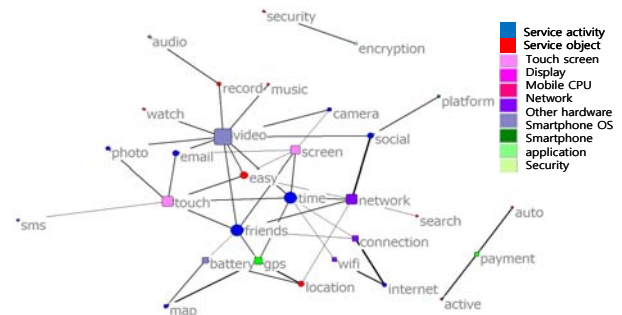 security
audio
encryption
record music
watch
camera
platform
video
social
photo
email
screen
easy
touch
time
network
search
sms
friends
connection
auto
battery gps
wifi
payment
location
internet
map
active
Service activity
Service object
Touch screen
Display
Mobile CPU
Network
Other hardware
Smartphone OS
Smartphone
application
Security